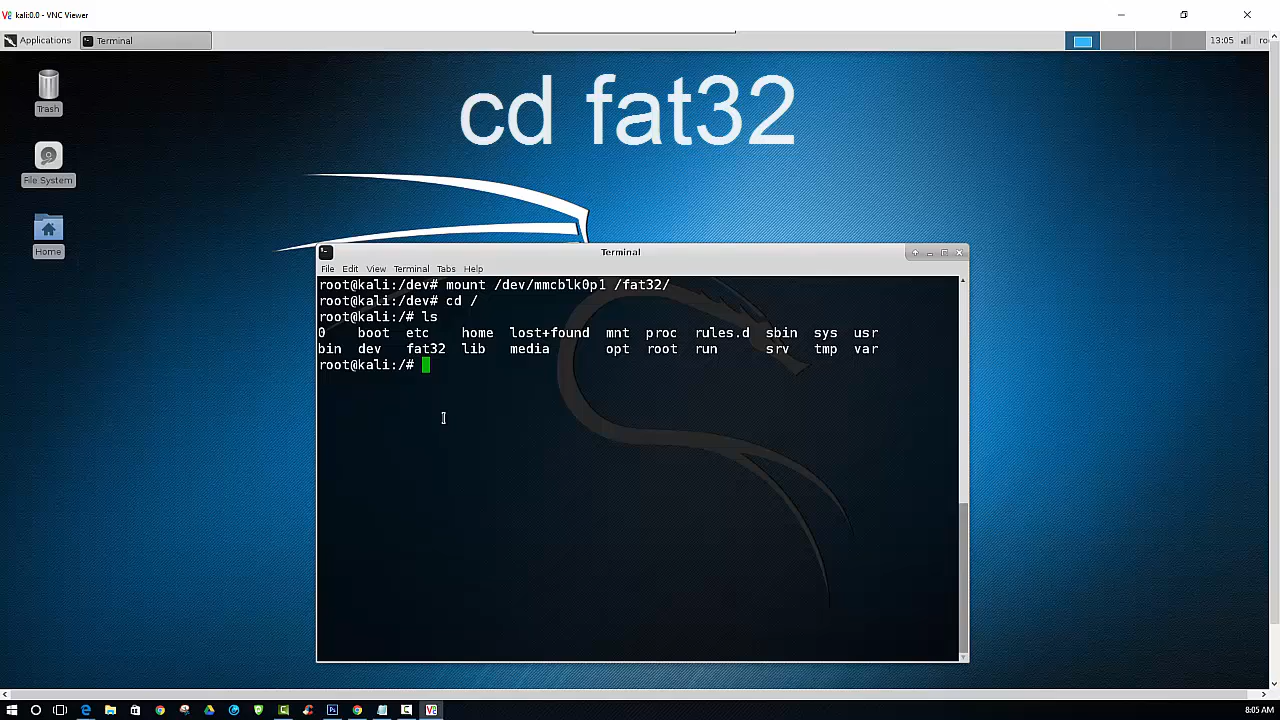 kali:0.0 - VNC Viewer
Applications
Terminal
13:05
ro
Trash
File System
Home
cd fat32
Terminal
File Edit View Terminal Tabs Help
root@kali:/dev# mount /dev/mmcblk0p1 /fat32/
root@kali:/dev# cd /
root@kali:/# ls
0 boot etc home lost+found mnt proc rules.d sbin sys usr
bin dev fat32 lib media opt root run srv tmp var
root@kali:/#
8:05 AM